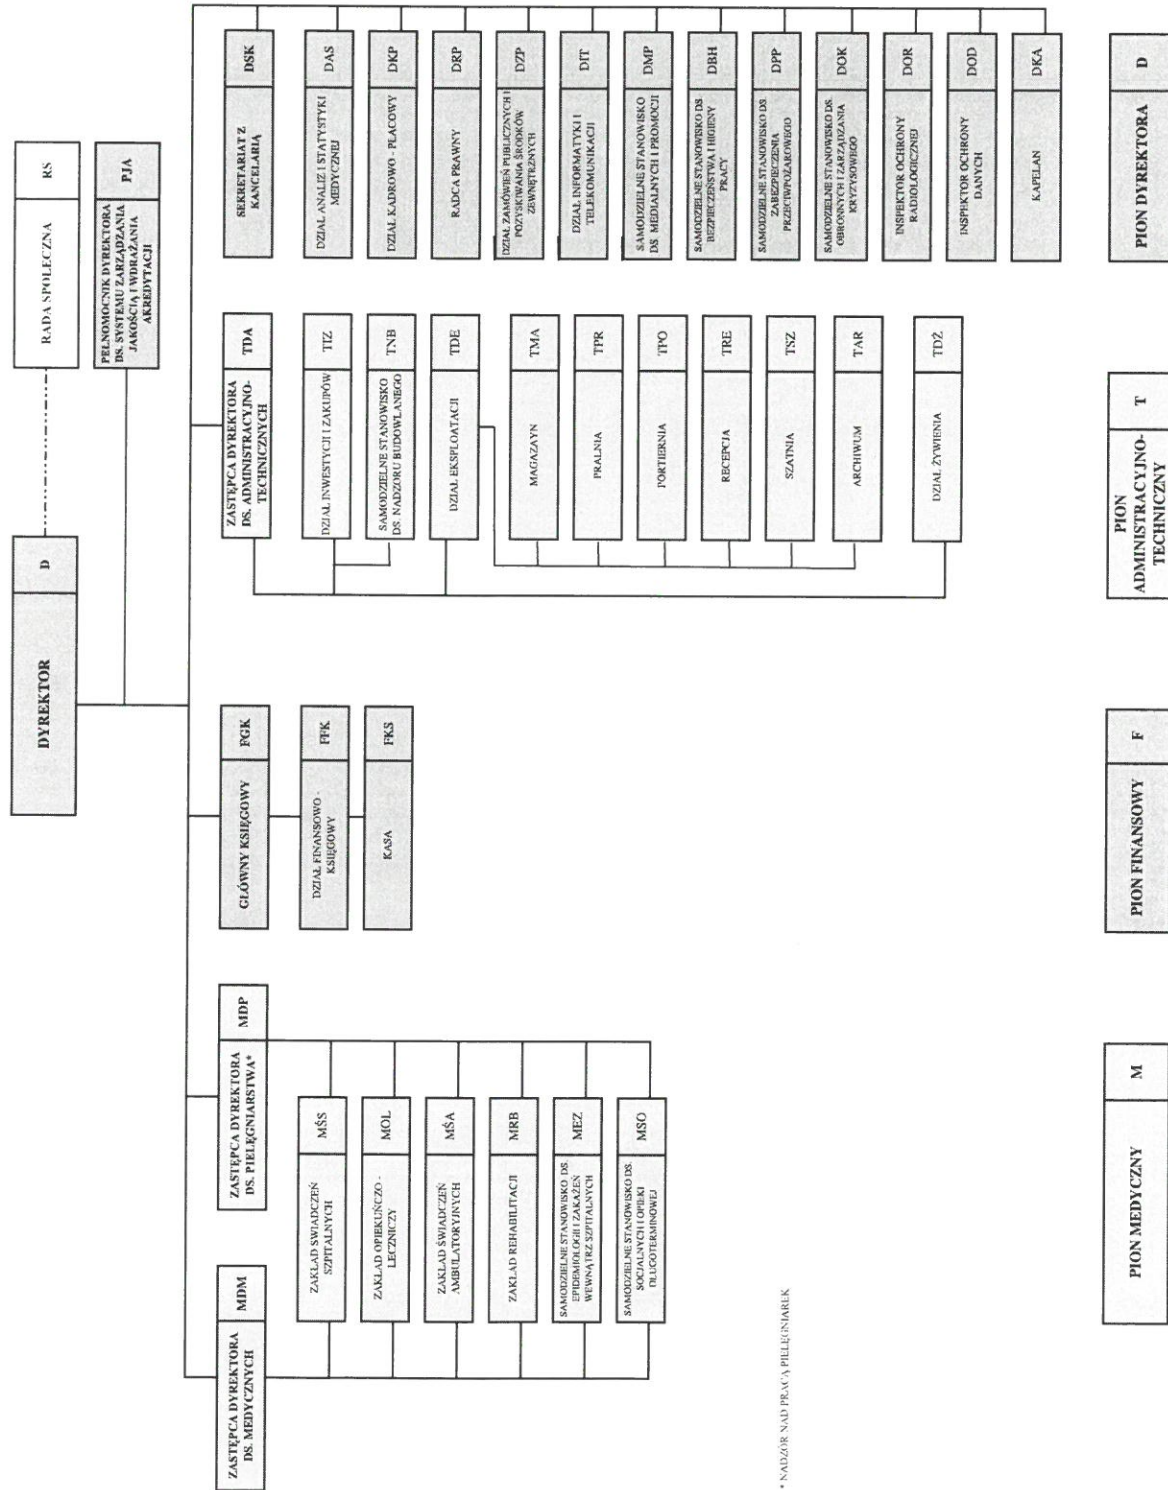 DYREKTOR
D
RADA SPOŁECZNA
RS
PEŁNOMOCNIK DYREKTORA
DS. SYSTEMU ZARZĄDZANIA
JAKOŚCIĄ I WDRAŻANIA
AKREDYTACJI
PJA
ZASTĘPCA DYREKTORA
DS. MEDYCZNYCH
MDM
ZASTĘPCA DYREKTORA
DS. PIELĘGNIARSTWA*
MDP
ZAKŁAD ŚWIADCZEŃ
SZPITALNYCH
MŚS
ZAKŁAD OPIEKUŃCZO -
LECZNICZY
MOL
ZAKŁAD ŚWIADCZEŃ
AMBULATORYJNYCH
MŚA
ZAKŁAD REHABILITACJI
MRB
SAMODZIELNE STANOWISKO DS.
EPIDEMIOLOGII I ZAKAŻEŃ
WEWNĄTRZ SZPITALNYCH
MEZ
SAMODZIELNE STANOWISKO DS.
SOCJALNYCH I OPIEKI
DŁUGOTERMINOWEJ
MSO
GŁÓWNY KSIĘGOWY
FGK
DZIAŁ FINANSOWO -
KSIĘGOWY
FFK
KASA
FKS
ZASTĘPCA DYREKTORA
DS. ADMINISTRACYJNO-
TECHNICZNYCH
TDA
DZIAŁ INWESTYCJI I ZAKUPÓW
TIZ
SAMODZIELNE STANOWISKO
DS. NADZORU BUDOWLANEGO
TNB
DZIAŁ EKSPLOATACJI
TDE
MAGAZAYN
TMA
PRALNIA
TPR
PORTIERNIA
TPO
RECEPCJA
TRE
SZATNIA
TSZ
ARCHIWUM
TAR
DZIAŁ ŻYWIENIA
TDŻ
SEKRETARIAT Z
KANCELARIĄ
DSK
DZIAŁ ANALIZ I STATYSTYKI
MEDYCZNEJ
DAS
DZIAŁ KADROWO - PŁACOWY
DKP
RADCA PRAWNY
DRP
DZIAŁ ZAMÓWIEŃ PUBLICZNYCH I
POZYSKIWANIA ŚRODKÓW
ZEWNĘTRZNYCH
DZP
DZIAŁ INFORMATYKI I
TELEKOMUNIKACJI
DIT
SAMODZIELNE STANOWISKO
DS. MEDIALNYCH I PROMOCJI
DMP
SAMODZIELNE STANOWISKO DS.
BEZPIECZEŃSTWA I HIGIENY
PRACY
DBH
SAMODZIELNE STANOWISKO DS.
ZABEZPIECZENIA
PRZECIWPOŻAROWEGO
DPP
SAMODZIELNE STANOWISKO DS.
OBRONNYCH I ZARZĄDZANIA
KRYZYSOWEGO
DOK
INSPEKTOR OCHRONY
RADIOLOGICZNEJ
DOR
INSPEKTOR OCHRONY
DANYCH
DOD
KAPELAN
DKA
* NADZÓR NAD PRACĄ PIELĘGNIAREK
PION MEDYCZNY
M
PION FINANSOWY
F
PION
ADMINISTRACYJNO-
TECHNICZNY
T
PION DYREKTORA
D